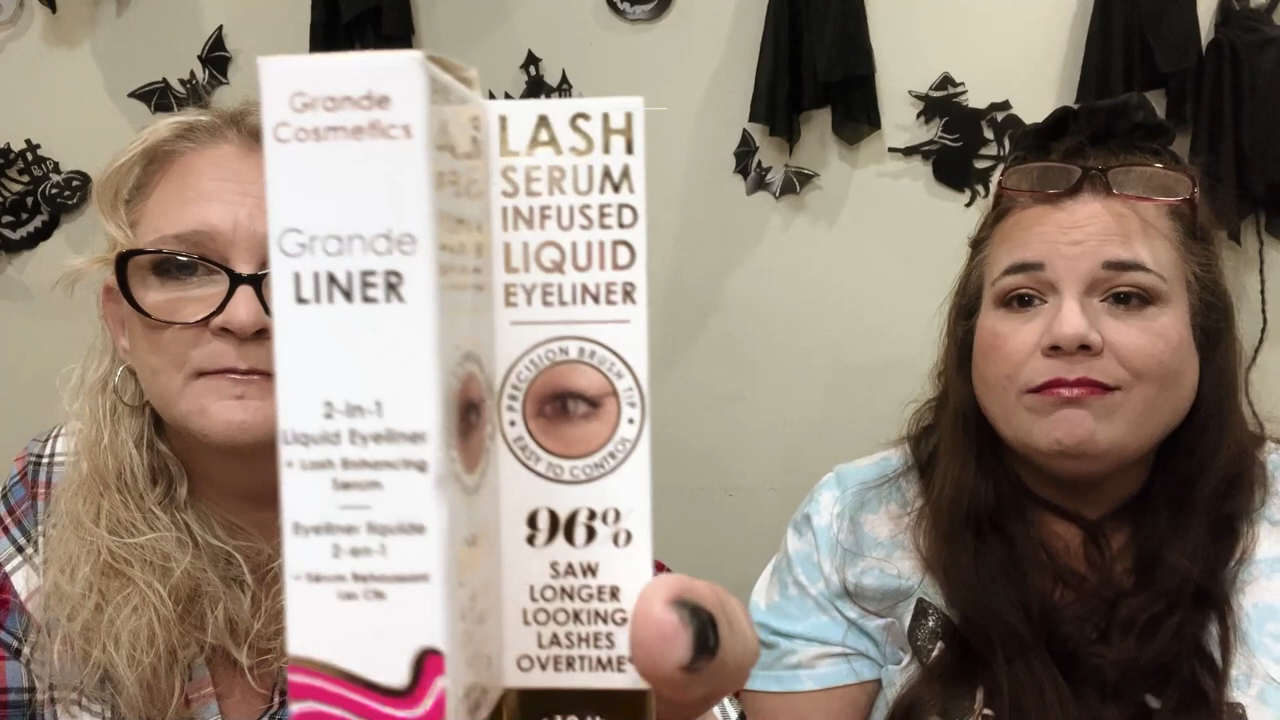 Grande
Cosmetics
Grande
LINER
2-in-1
Liquid Eyeliner
+ Lash Enhancing
Serum
Eyeliner liquide
2-en-1
LASH
SERUM
INFUSED
LIQUID
EYELINER
PRECISION BRUSH TIP
EASY TO CONTROL
96%
SAW
LONGER
LOOKING
LASHES
OVERTIME*
RIP